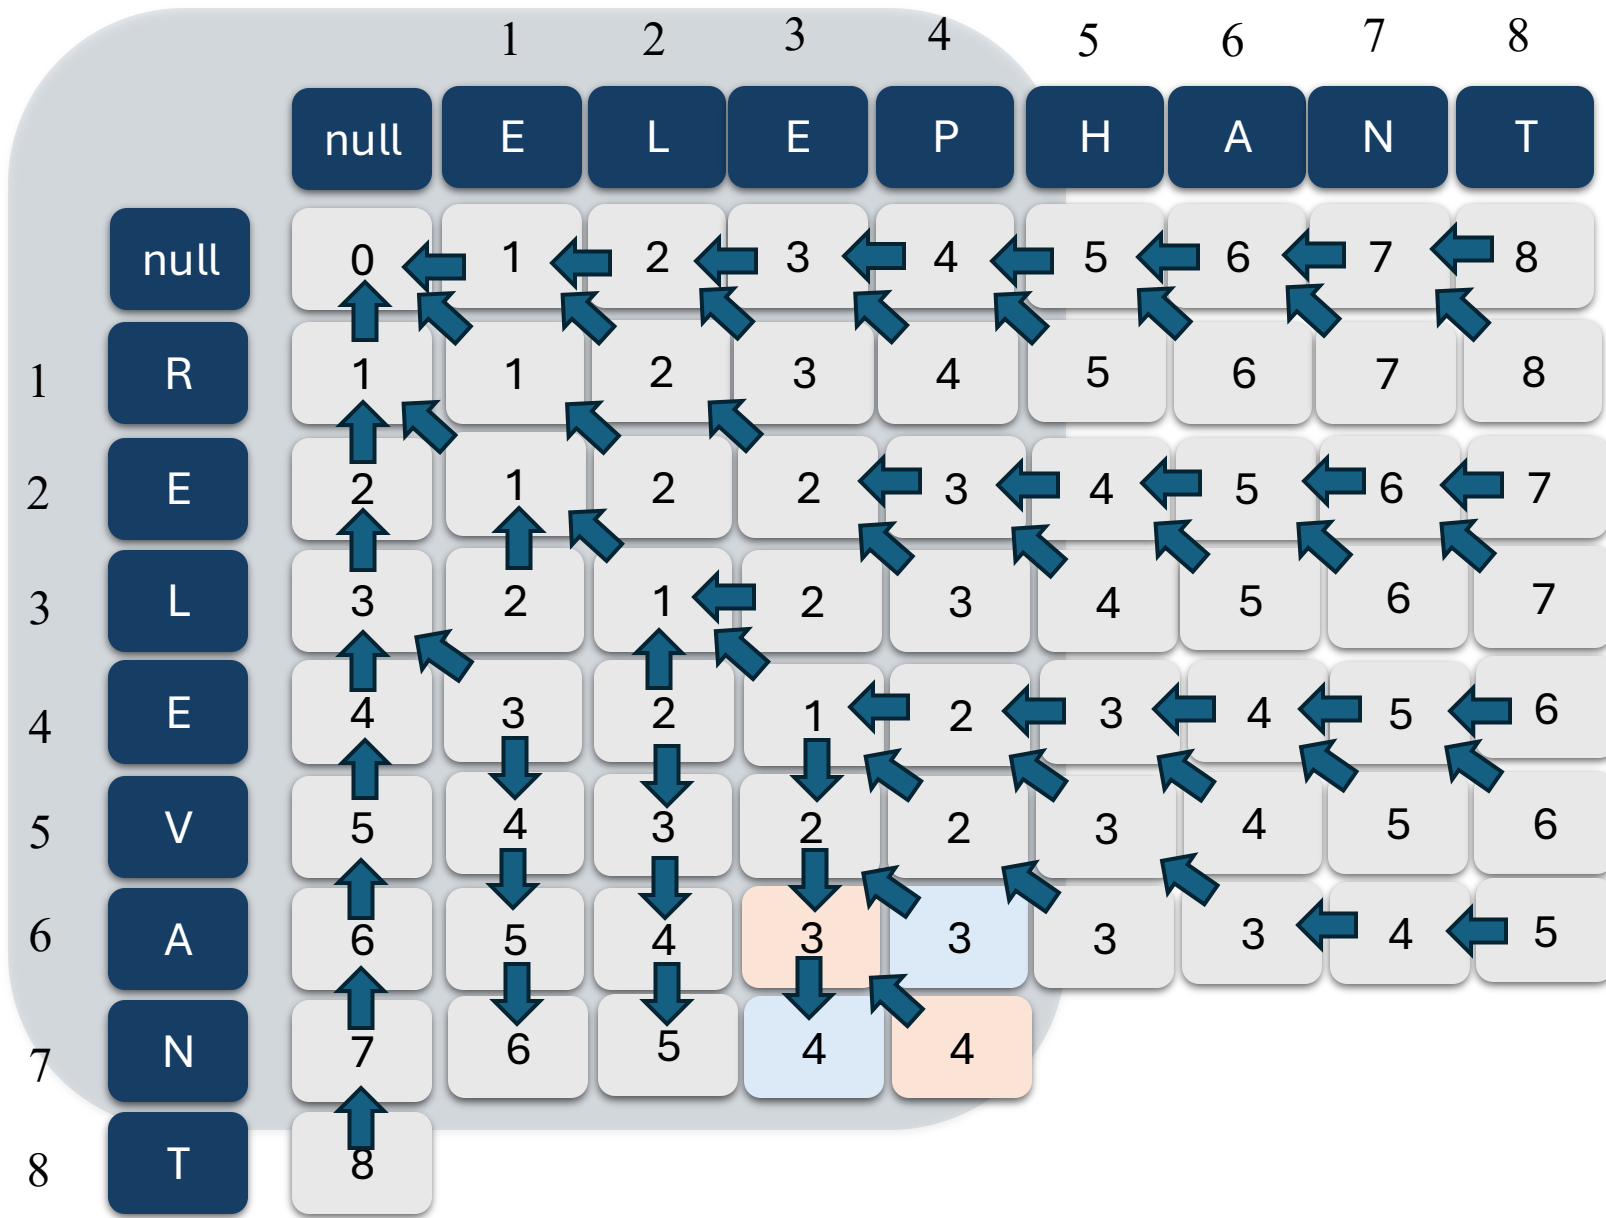 1 2 3 4 5 6 7 8
null E L E P H A N T
null 0 1 2 3 4 5 6 7 8
1 R 1 1 2 3 4 5 6 7 8
2 E 2 1 2 2 3 4 5 6 7
3 L 3 2 1 2 3 4 5 6 7
4 E 4 3 2 1 2 3 4 5 6
5 V 5 4 3 2 2 3 4 5 6
6 A 6 5 4 3 3 3 3 4 5
7 N 7 6 5 4 4
8 T 8